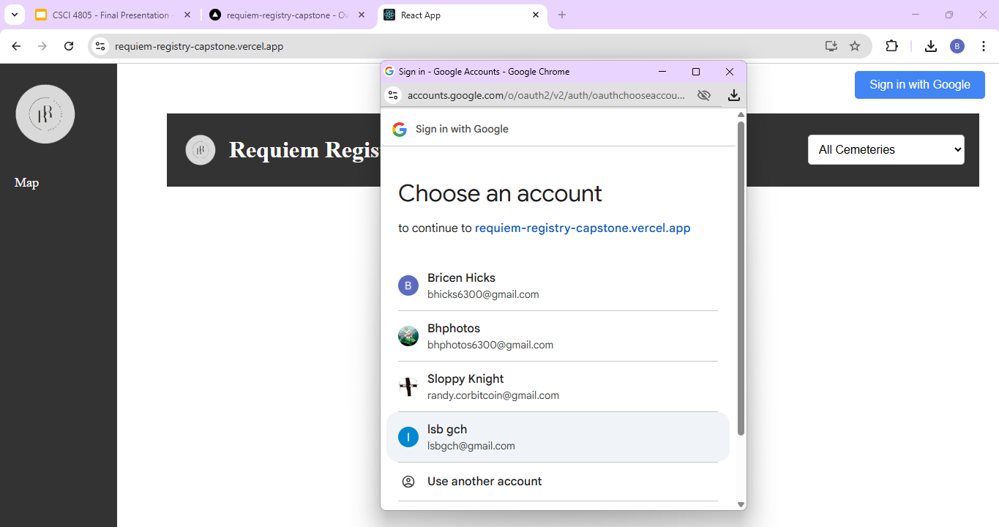 CSCI 4805 - Final Presentation -
requiem-registry-capstone - Ov
React App
requiem-registry-capstone.vercel.app
B
Sign in - Google Accounts - Google Chrome
accounts.google.com/o/oauth2/v2/auth/oauthchooseaccou...
Sign in with Google
RR
Map
RR
Requiem Regis
All Cemeteries
Sign in with Google
Choose an account
to continue to requiem-registry-capstone.vercel.app
B
Bricen Hicks
bhicks6300@gmail.com
Bhphotos
bhphotos6300@gmail.com
Sloppy Knight
randy.corbitcoin@gmail.com
l
lsb gch
lsbgch@gmail.com
Use another account